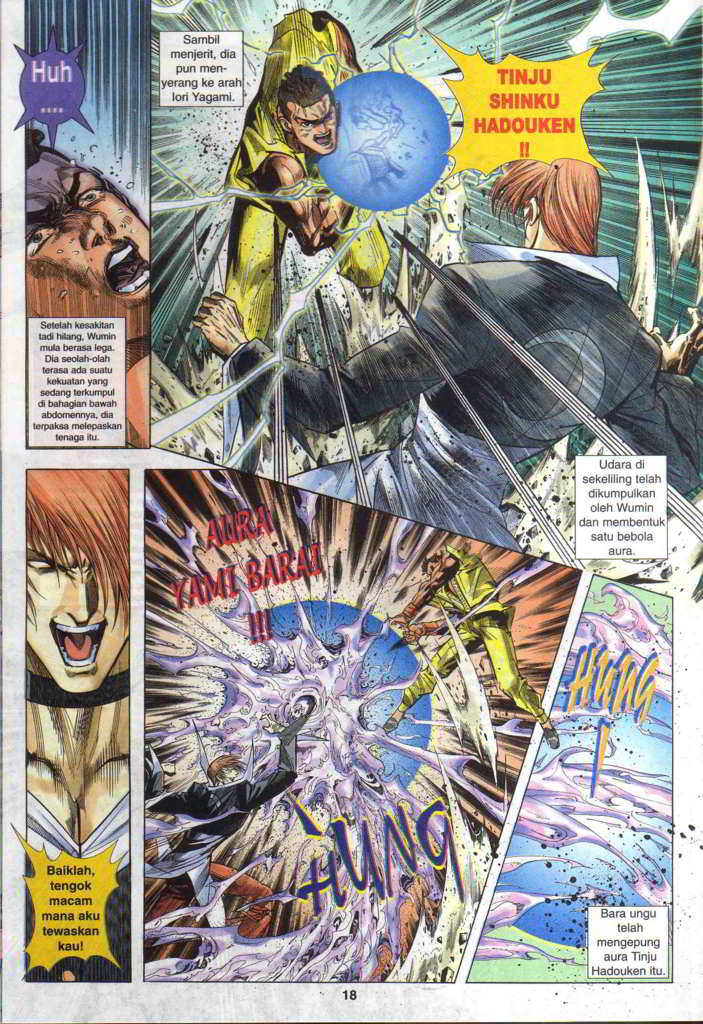 Huh
....
Setelah kesakitan
tadi hilang, Wumin
mula berasa lega.
Dia seolah-olah
terasa ada suatu
kekuatan yang
sedang terkumpul
di bahagian bawah
abdomennya, dia
terpaksa melepaskan
tenaga itu.
Sambil
menjerit, dia
pun men-
yerang ke arah
Iori Yagami.
TINJU
SHINKU
HADOUKEN
!!
Udara di
sekeliling telah
dikumpulkan
oleh Wumin
dan membentuk
satu bebola
aura.
Baiklah,
tengok
macam
mana aku
tewaskan
kau!
AURA
YAMI BARAI
!!!
HUNG
HUNG
!
Bara ungu
telah
mengepung
aura Tinju
Hadouken itu.
18